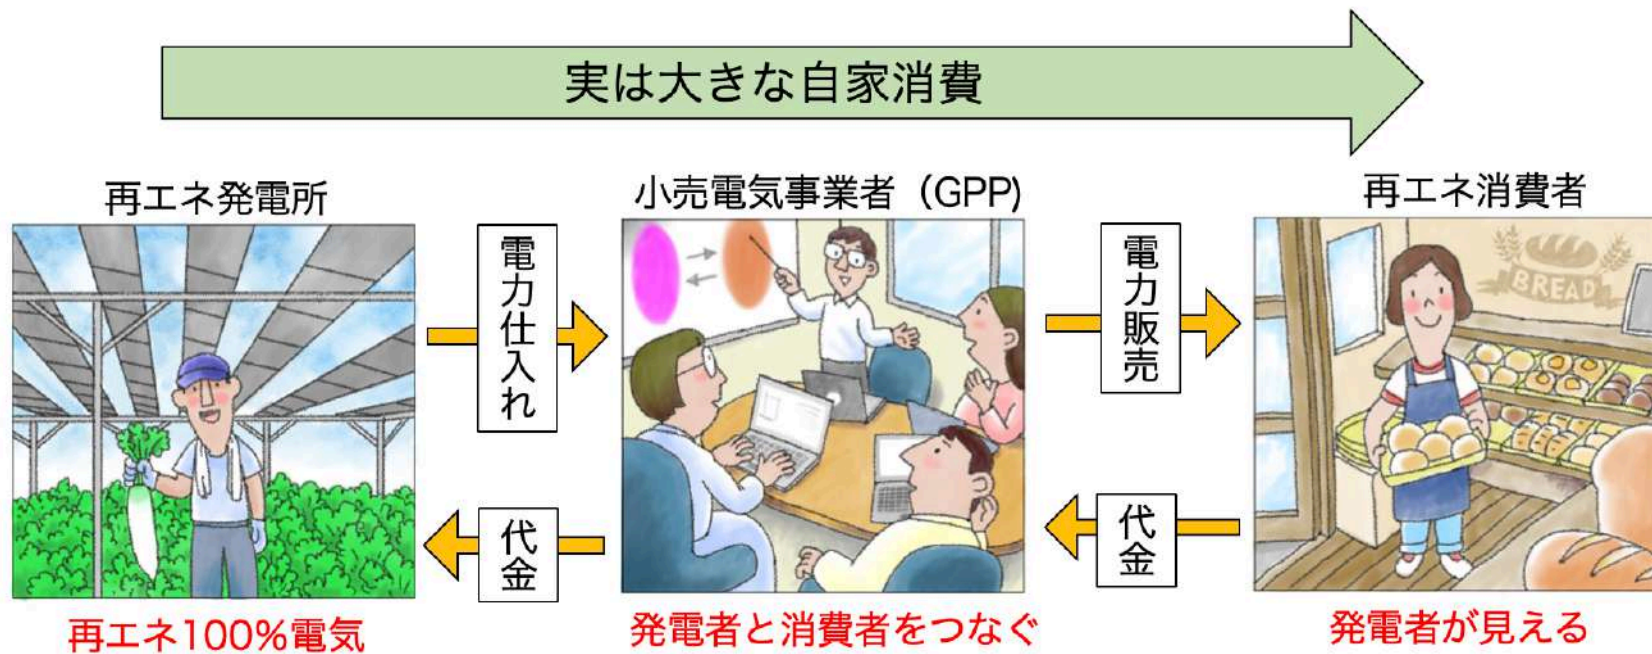 実は大きな自家消費
再エネ発電所
小売電気事業者（GPP)
再エネ消費者
電力仕入れ
電力販売
BREAD
代金
代金
再エネ100%電気
発電者と消費者をつなぐ
発電者が見える